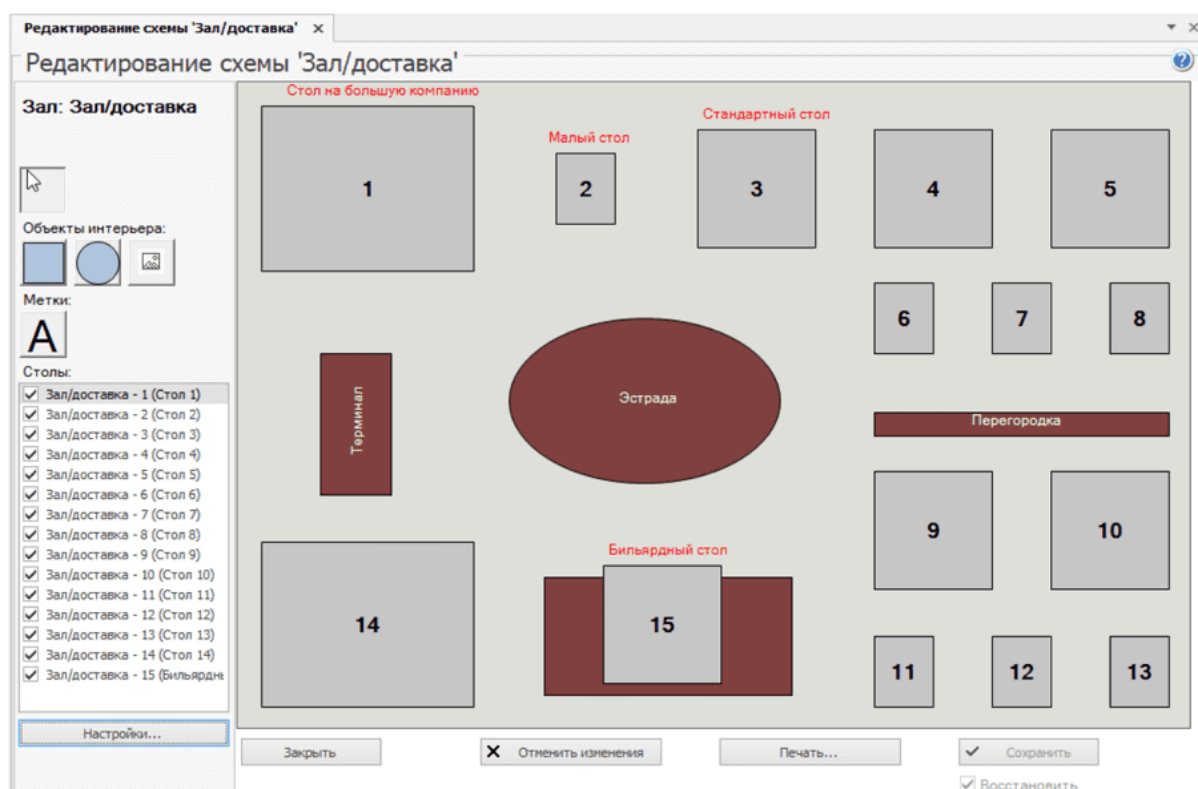 Редактирование схемы 'Зал/доставка'
Редактирование схемы 'Зал/доставка'
Зал: Зал/доставка
Объекты интерьера:
Метки:
A
Столы:
Зал/доставка - 1 (Стол 1)
Зал/доставка - 2 (Стол 2)
Зал/доставка - 3 (Стол 3)
Зал/доставка - 4 (Стол 4)
Зал/доставка - 5 (Стол 5)
Зал/доставка - 6 (Стол 6)
Зал/доставка - 7 (Стол 7)
Зал/доставка - 8 (Стол 8)
Зал/доставка - 9 (Стол 9)
Зал/доставка - 10 (Стол 10)
Зал/доставка - 11 (Стол 11)
Зал/доставка - 12 (Стол 12)
Зал/доставка - 13 (Стол 13)
Зал/доставка - 14 (Стол 14)
Зал/доставка - 15 (Бильярднь
Настройки...
Стол на большую компанию
1
Малый стол
2
Стандартный стол
3
4
5
6
7
8
Терминал
Эстрада
Перегородка
9
10
14
Бильярдный стол
15
11
12
13
Закрыть
Отменить изменения
Печать...
Сохранить
Восстановить